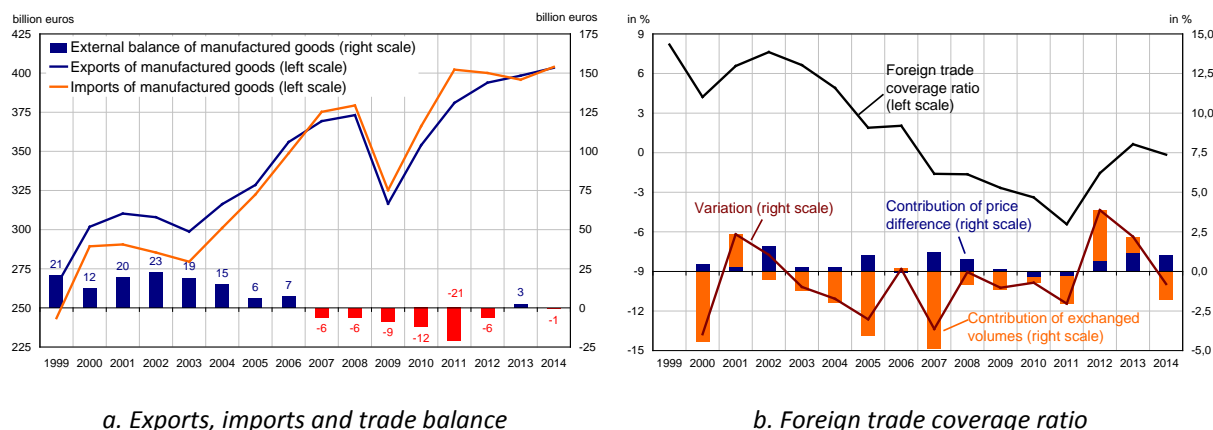 billion euros
billion euros
425
400
375
350
325
300
275
250
225
175
150
125
100
75
50
25
0
-25
External balance of manufactured goods (right scale)
Exports of manufactured goods (left scale)
Imports of manufactured goods (left scale)
21
12
20
23
19
15
6
7
-6
-6
-9
-12
-21
-6
3
-1
1999 2000 2001 2002 2003 2004 2005 2006 2007 2008 2009 2010 2011 2012 2013 2014
a. Exports, imports and trade balance
in %
in %
9
6
3
0
-3
-6
-9
-12
-15
15,0
12,5
10,0
7,5
5,0
2,5
0,0
-2,5
-5,0
Foreign trade
coverage ratio
(left scale)
Variation (right scale)
Contribution of price
difference (right scale)
Contribution of exchanged
volumes (right scale)
1999 2000 2001 2002 2003 2004 2005 2006 2007 2008 2009 2010 2011 2012 2013 2014
b. Foreign trade coverage ratio